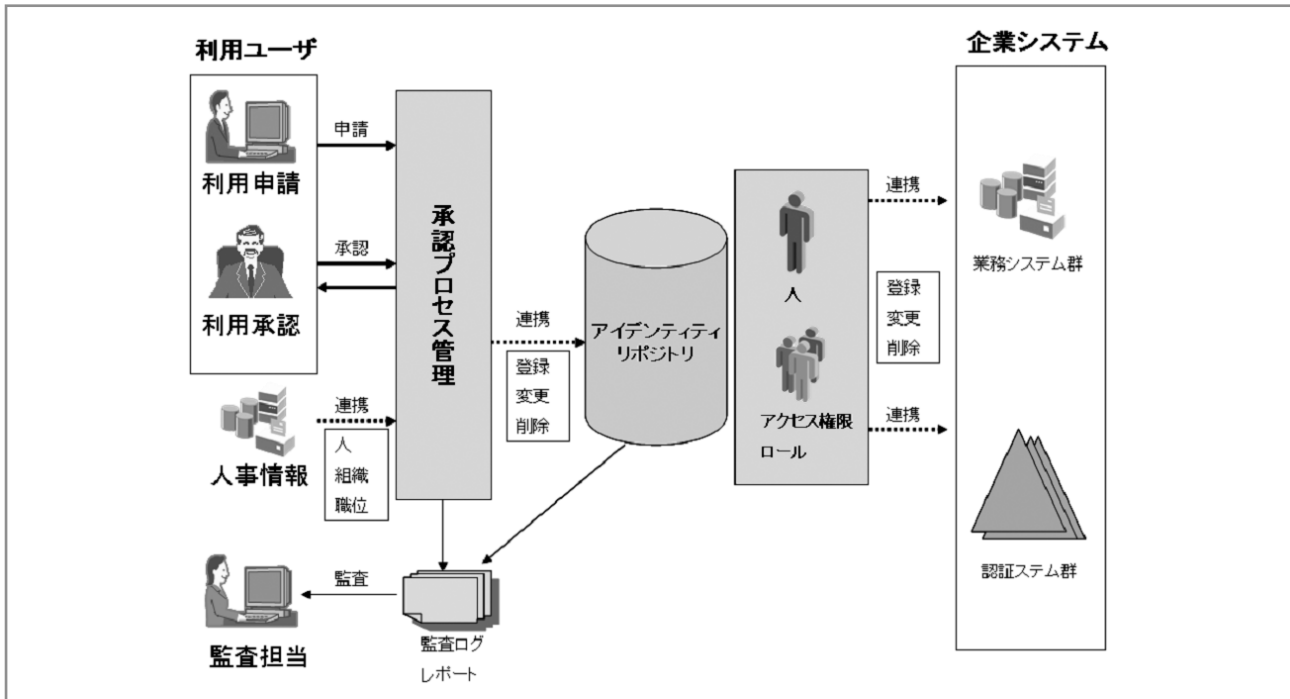 利用ユーザ
企業システム
申請
利用申請
承認
利用承認
承認プロセス管理
連携
登録
変更
削除
アイデンティティ
リポジトリ
人
アクセス権限
ロール
連携
業務システム群
登録
変更
削除
連携
認証ステム群
連携
人事情報
人
組織
職位
監査
監査担当
監査ログ
レポート